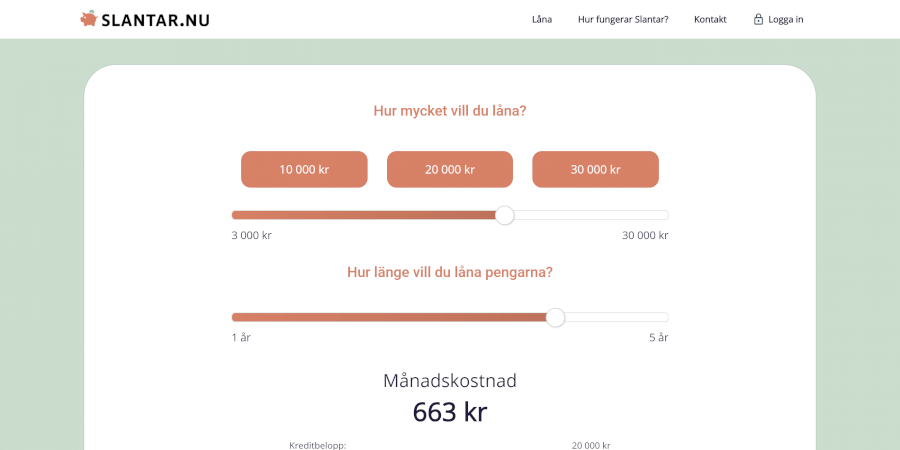 SLANTAR.NU
Låna Hur fungerar Slantar? Kontakt Logga in
Hur mycket vill du låna?
10 000 kr 20 000 kr 30 000 kr
3 000 kr 30 000 kr
Hur länge vill du låna pengarna?
1 år 5 år
Månadskostnad
663 kr
Kreditbelopp: 20 000 kr